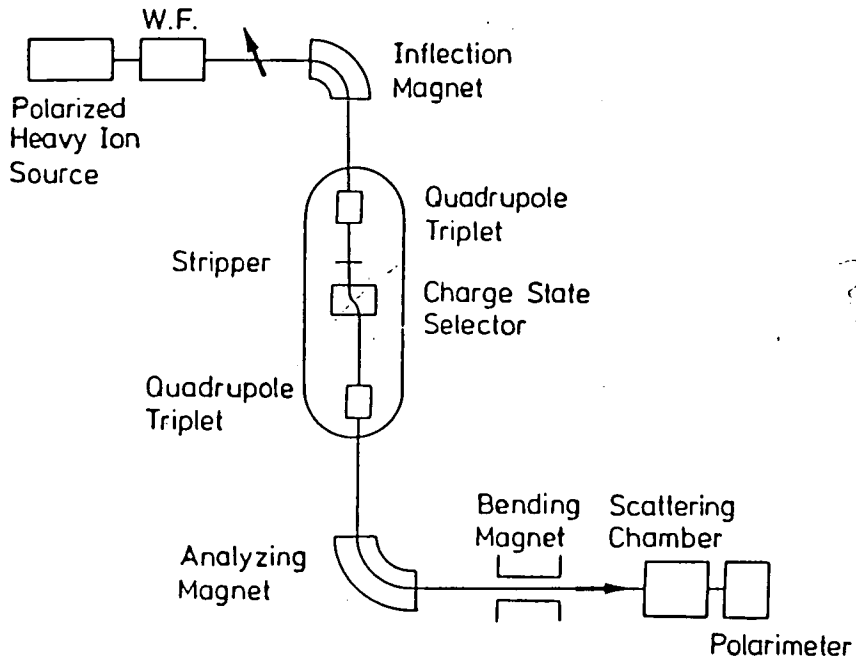 W.F.
Inflection
Magnet
Polarized
Heavy Ion
Source
Quadrupole
Triplet
Stripper
Charge State
Selector
Quadrupole
Triplet
Bending
Magnet
Scattering
Chamber
Analyzing
Magnet
Polarimeter